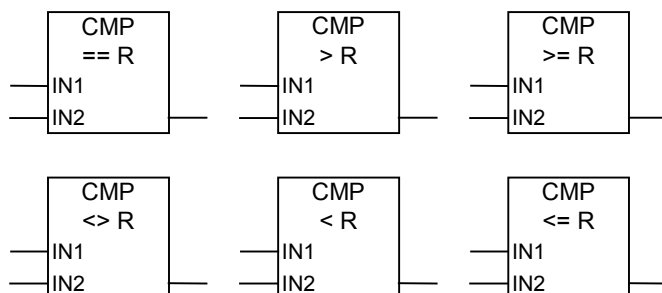 CMP
== R
IN1
IN2
CMP
> R
IN1
IN2
CMP
>= R
IN1
IN2
CMP
<> R
IN1
IN2
CMP
< R
IN1
IN2
CMP
<= R
IN1
IN2